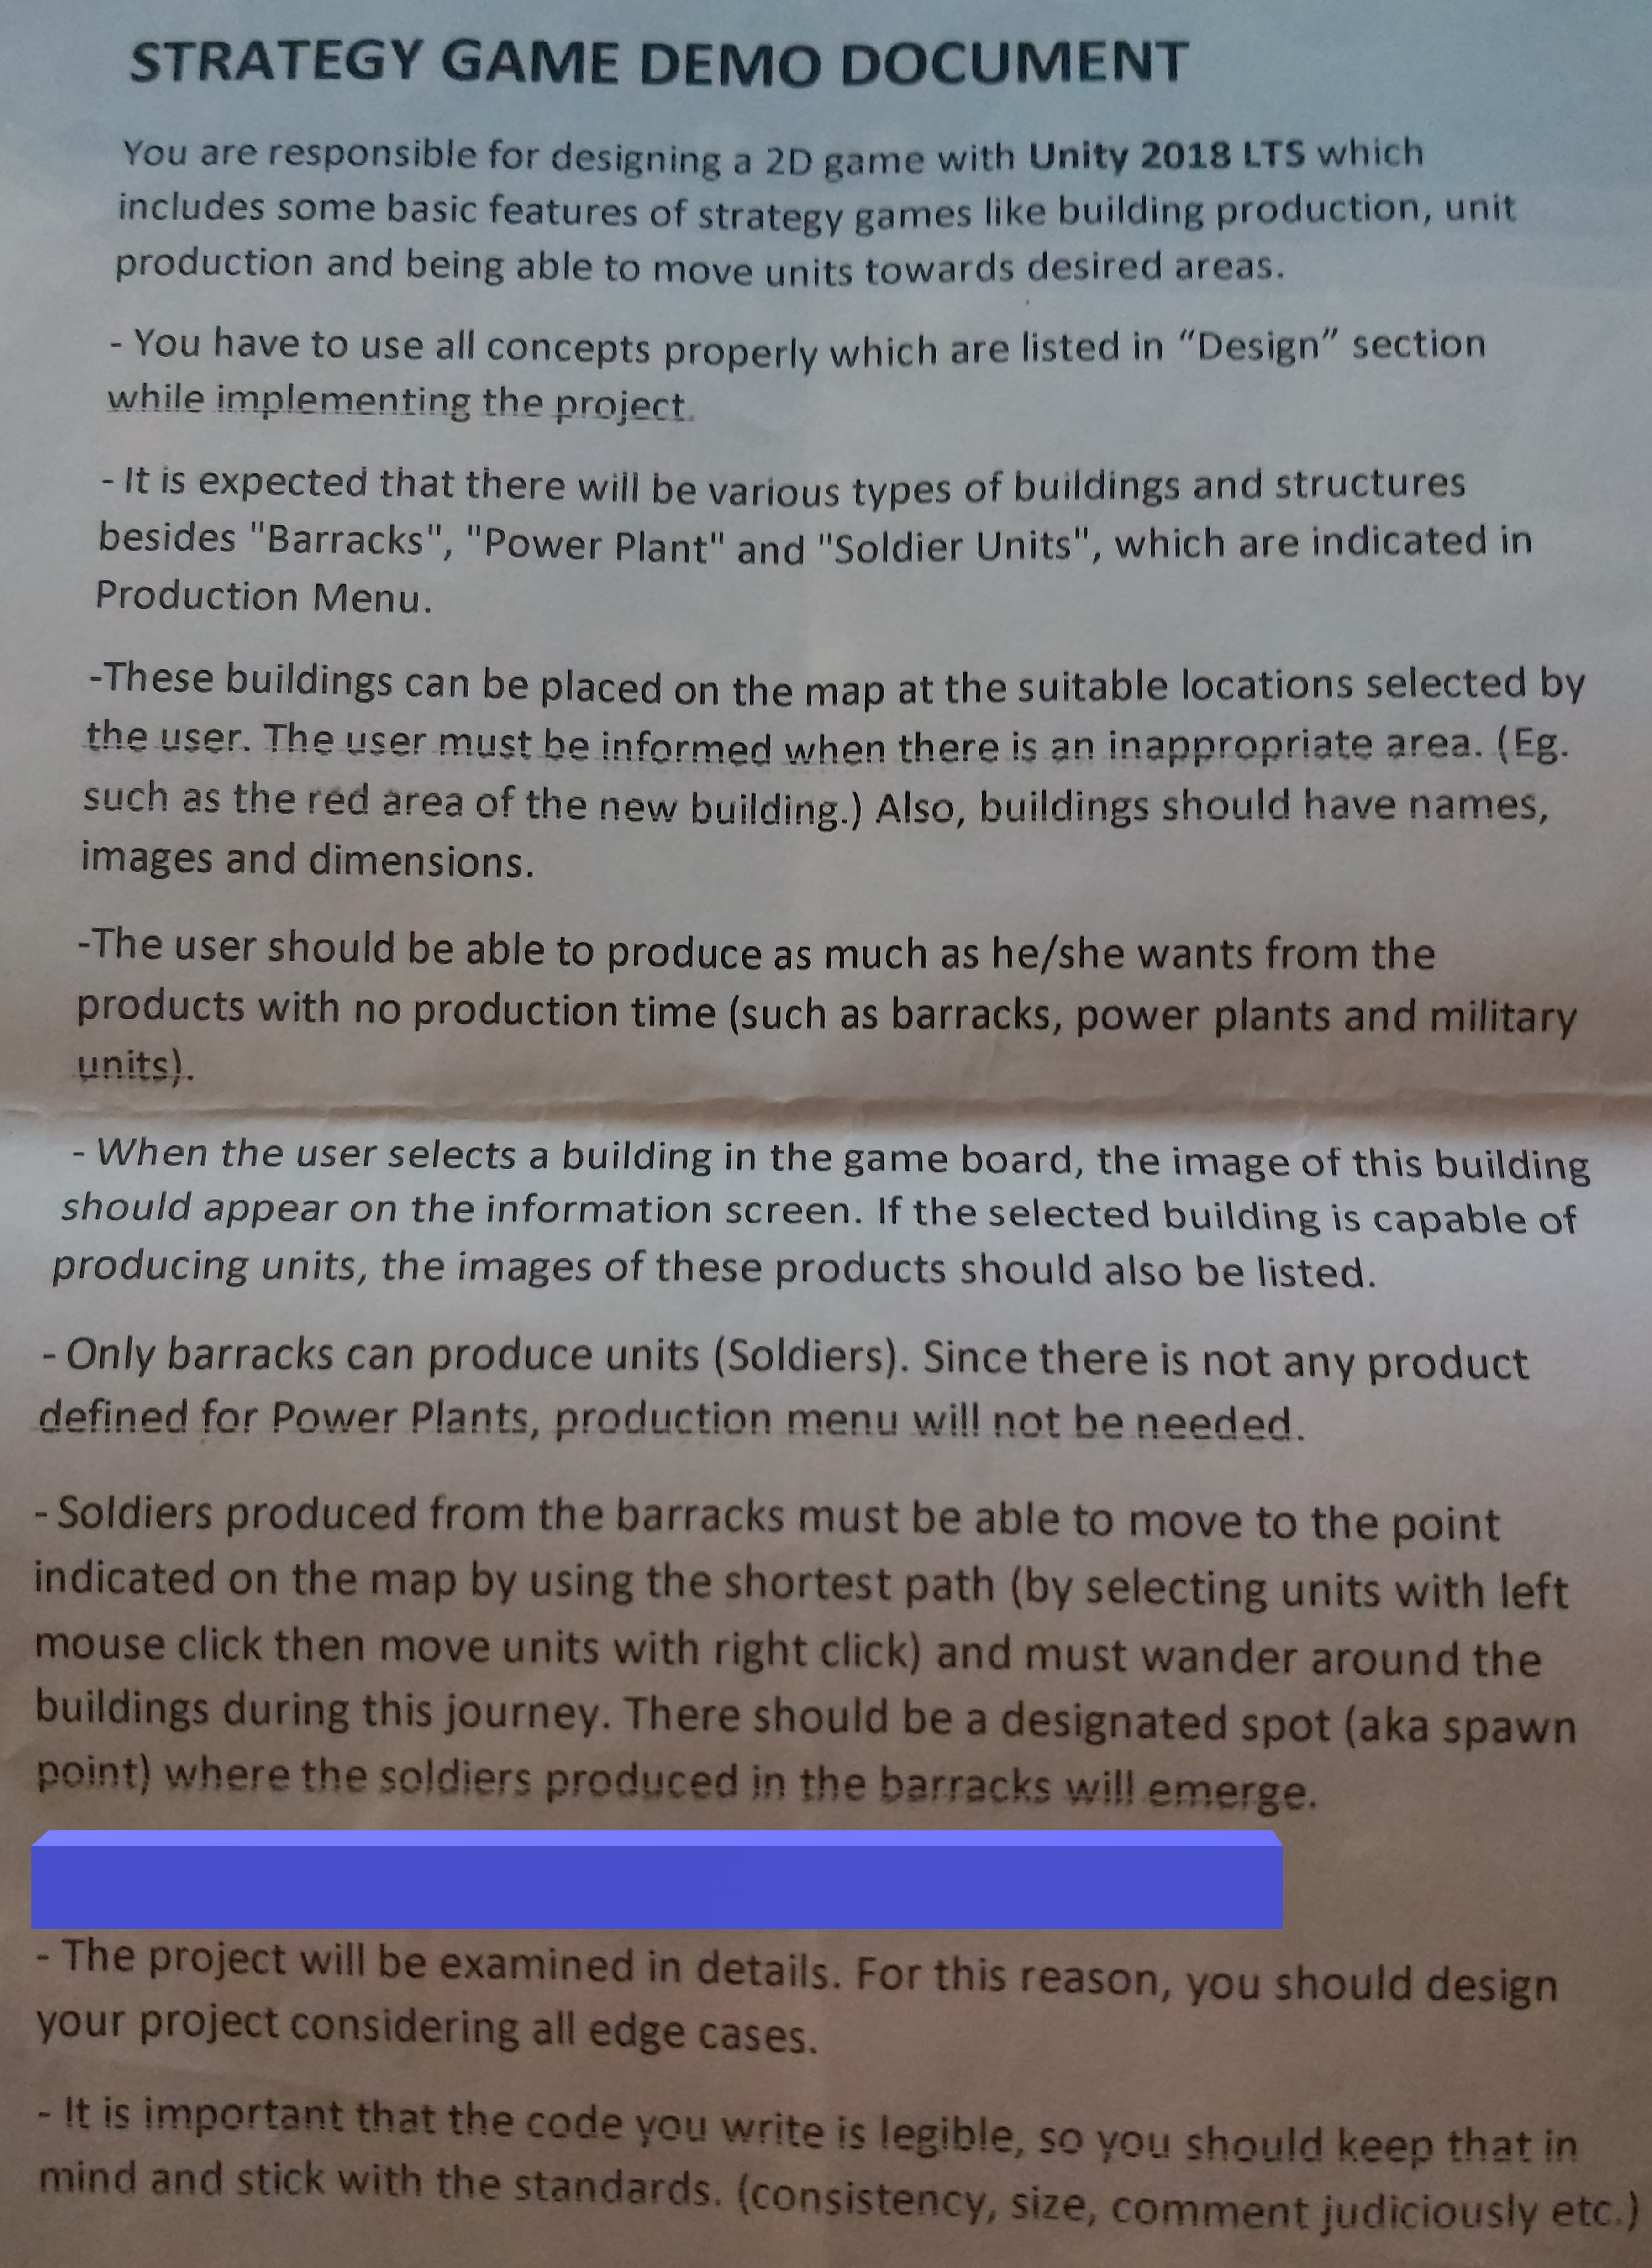 STRATEGY GAME DEMO DOCUMENT
You are responsible for designing a 2D game with Unity 2018 LTS which
includes some basic features of strategy games like building production, unit
production and being able to move units towards desired areas.
- You have to use all concepts properly which are listed in “Design” section
while implementing the project.
- It is expected that there will be various types of buildings and structures
besides "Barracks", "Power Plant" and "Soldier Units", which are indicated in
Production Menu.
-These buildings can be placed on the map at the suitable locations selected by
the user. The user must be informed when there is an inappropriate area. (Eg.
such as the red area of the new building.) Also, buildings should have names,
images and dimensions.
-The user should be able to produce as much as he/she wants from the
products with no production time (such as barracks, power plants and military
units).
- When the user selects a building in the game board, the image of this building
should appear on the information screen. If the selected building is capable of
producing units, the images of these products should also be listed.
- Only barracks can produce units (Soldiers). Since there is not any product
defined for Power Plants, production menu will not be needed.
- Soldiers produced from the barracks must be able to move to the point
indicated on the map by using the shortest path (by selecting units with left
mouse click then move units with right click) and must wander around the
buildings during this journey. There should be a designated spot (aka spawn
point) where the soldiers produced in the barracks will emerge.
- The project will be examined in details. For this reason, you should design
your project considering all edge cases.
- It is important that the code you write is legible, so you should keep that in
mind and stick with the standards. (consistency, size, comment judiciously etc.)